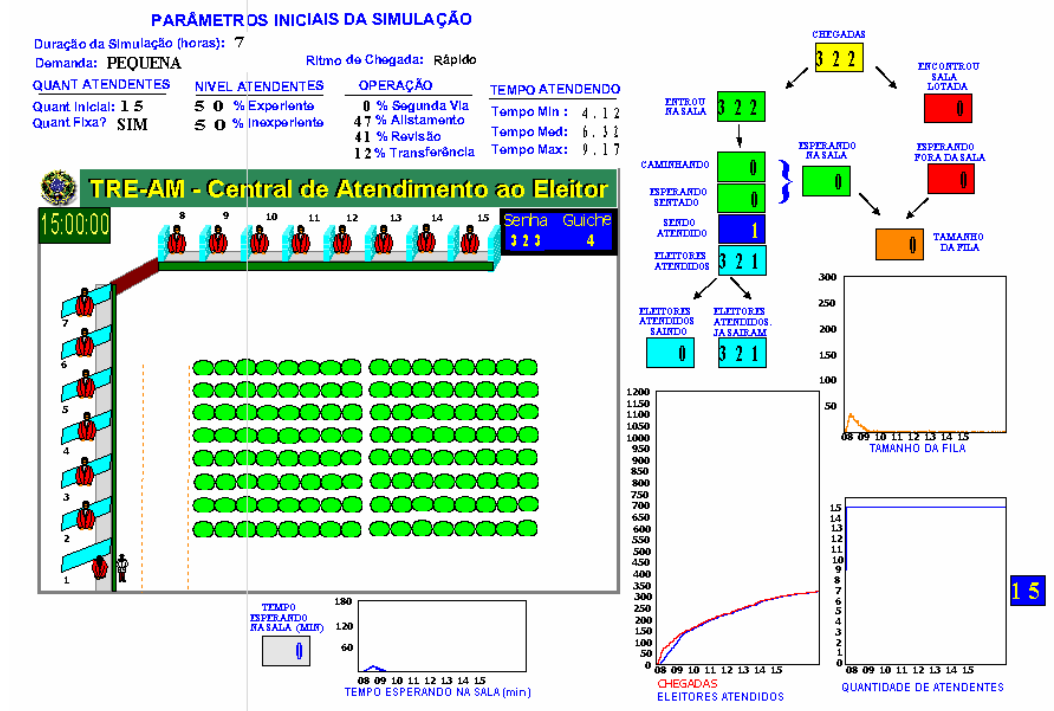 PARÂMETROS INICIAIS DA SIMULAÇÃO
Duração da Simulação (horas): 7
Demanda: PEQUENA
Ritmo de Chegada: Rápido
QUANT ATENDENTES
Quant Inicial: 15
Quant Fixa? SIM
NIVEL ATENDENTES
50 % Experiente
50 % Inexperiente
OPERAÇÃO
0 % Segunda Via
47 % Alistamento
41 % Revisão
12 % Transferência
TEMPO ATENDENDO
Tempo Min : 4.12
Tempo Med: 6.32
Tempo Max: 9.17
TRE-AM - Central de Atendimento ao Eleitor
15:00:00
8 9 10 11 12 13 14 15
Senha Guiche
323 4
7
6
5
4
3
2
1
CHEGADAS
322
ENTROU
NA SALA
322
ENCONTROU
SALA
LOTADA
0
CAMINHANDO
0
ESPERANDO
SENTADO
0
ESPERANDO
NA SALA
0
ESPERANDO
FORA DA SALA
0
SENDO
ATENDIDO
1
ELEITORES
ATENDIDOS
321
0
TAMANHO
DA FILA
ELEITORES
ATENDIDOS
SAINDO
0
ELEITORES
ATENDIDOS.
JA SAIRAM
321
300
250
200
150
100
50
08 09 10 11 12 13 14 15
TAMANHO DA FILA
1200
1150
1100
1050
1000
950
900
850
800
750
700
650
600
550
500
450
400
350
300
250
200
150
100
50
0
08 09 10 11 12 13 14 15
CHEGADAS
ELEITORES ATENDIDOS
15
14
13
12
11
10
9
8
7
6
5
4
3
2
1
0
08 09 10 11 12 13 14 15
QUANTIDADE DE ATENDENTES
15
TEMPO
ESPERANDO
NA SALA (MIN)
0
180
120
60
08 09 10 11 12 13 14 15
TEMPO ESPERANDO NA SALA (min)